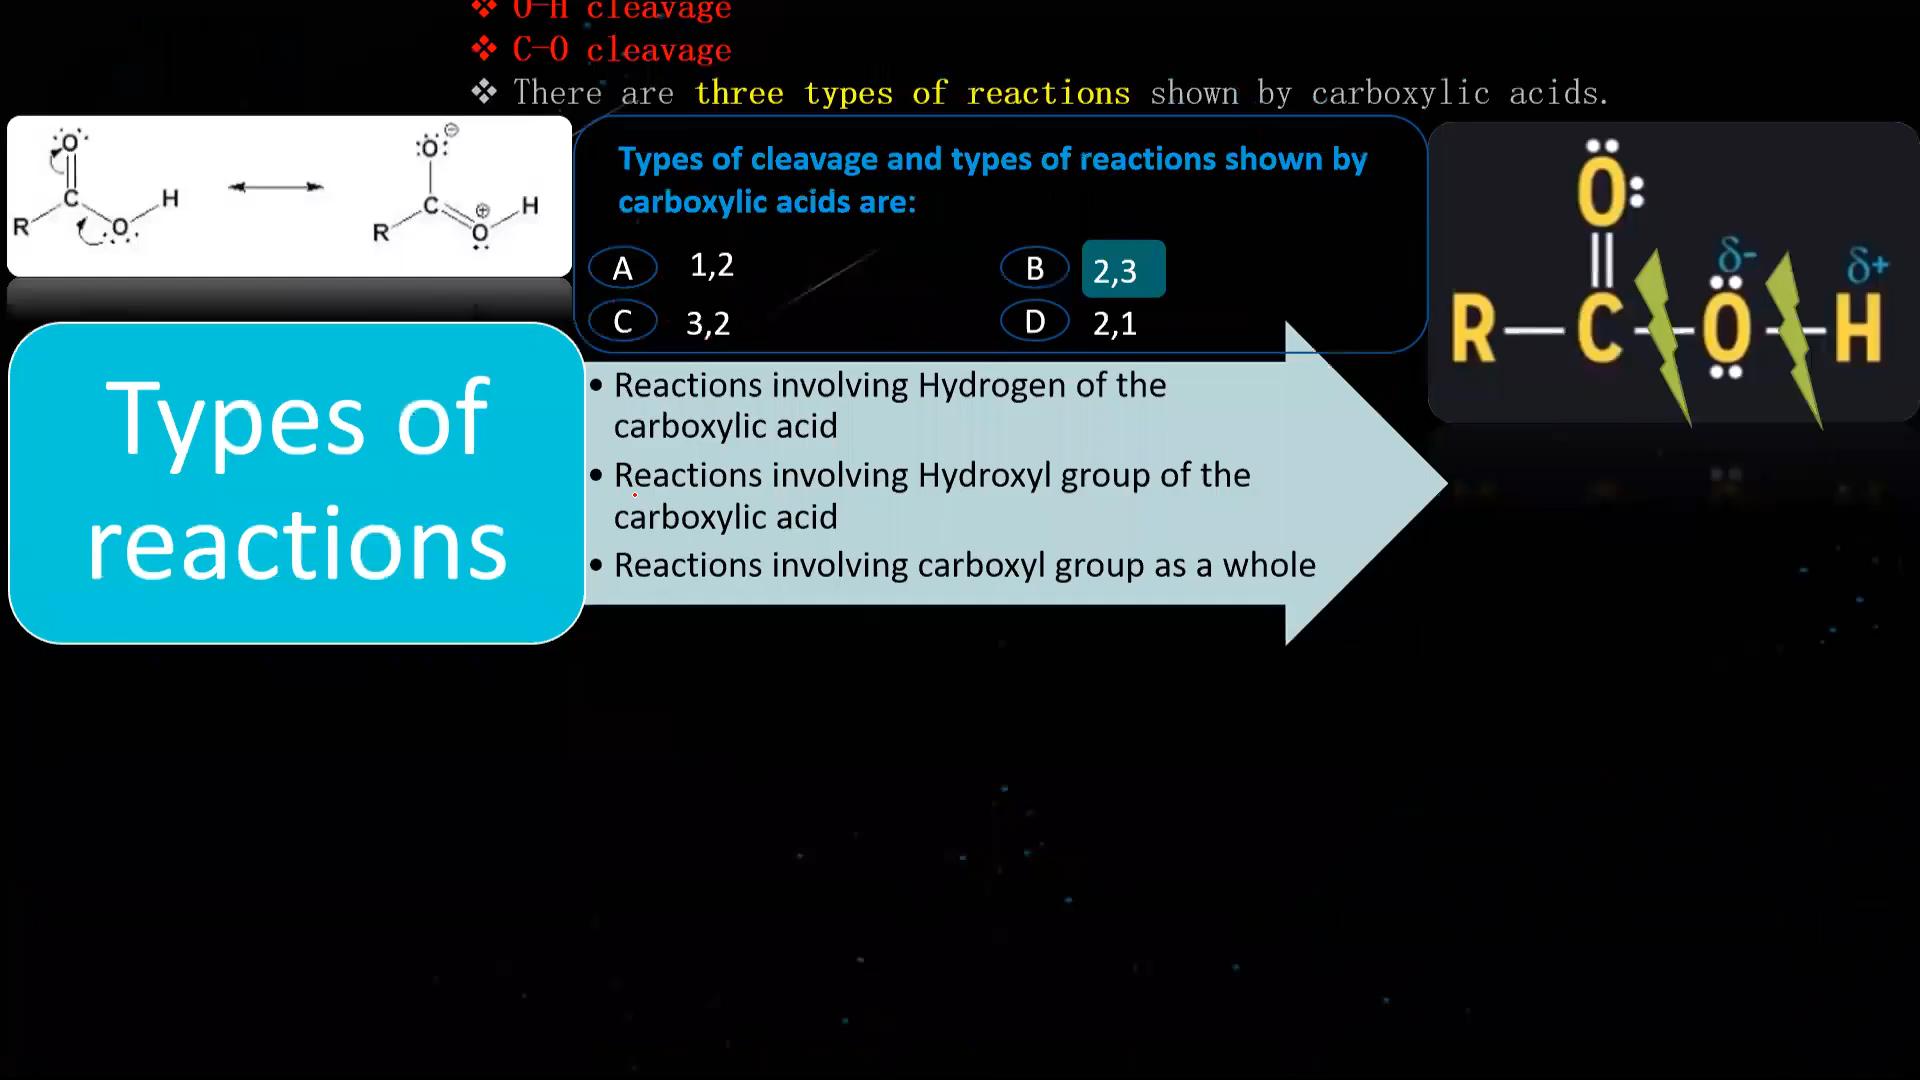 ❖ O-H cleavage
❖ C-O cleavage
❖ There are three types of reactions shown by carboxylic acids.
Types of cleavage and types of reactions shown by
carboxylic acids are:
A 1,2
B 2,3
C 3,2
D 2,1
O
C
R
O
H
O ⊖
C
R
⊕
O
H
O
R—C—O—H
δ-
δ+
Types of
reactions
• Reactions involving Hydrogen of the
carboxylic acid
• Reactions involving Hydroxyl group of the
carboxylic acid
• Reactions involving carboxyl group as a whole